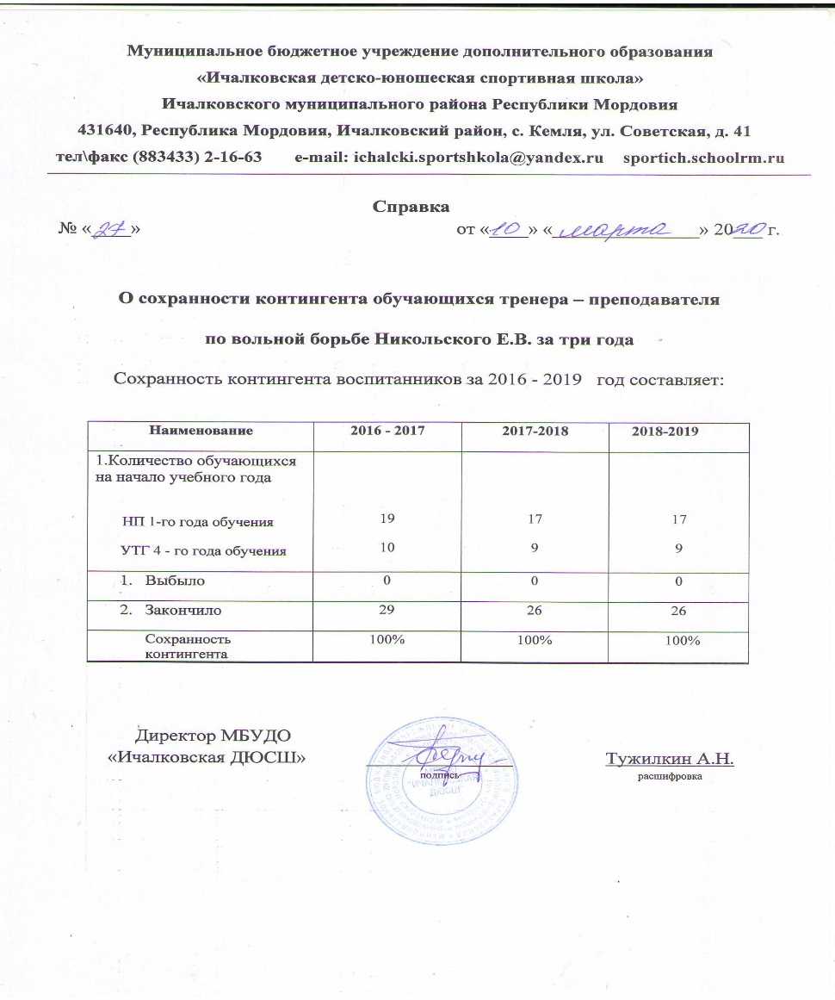 Муниципальное бюджетное учреждение дополнительного образования
«Ичалковская детско-юношеская спортивная школа»
Ичалковского муниципального района Республики Мордовия
431640, Республика Мордовия, Ичалковский район, с. Кемля, ул. Советская, д. 41
тел\факс (883433) 2-16-63 e-mail: ichalcki.sportshkola@yandex.ru sportich.schoolrm.ru
Справка
№ «27» от «10» «марта» 2020 г.
О сохранности контингента обучающихся тренера – преподавателя
по вольной борьбе Никольского Е.В. за три года
Сохранность контингента воспитанников за 2016 - 2019 год составляет:
Наименование 2016 - 2017 2017-2018 2018-2019
1.Количество обучающихся
на начало учебного года
НП 1-го года обучения 19 17 17
УТГ 4 - го года обучения 10 9 9
1. Выбыло 0 0 0
2. Закончило 29 26 26
Сохранность 100% 100% 100%
контингента
Директор МБУДО
«Ичалковская ДЮСШ» Тужилкин А.Н.
подпись расшифровка
"ИЧАЛКОВСКАЯ
ДЮСШ"